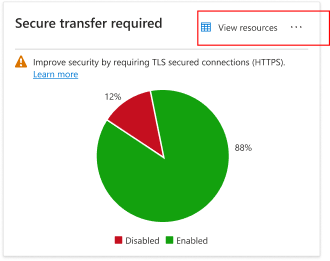 Secure transfer required
View resources ...
Improve security by requiring TLS secured connections (HTTPS).
Learn more
12%
88%
Disabled Enabled